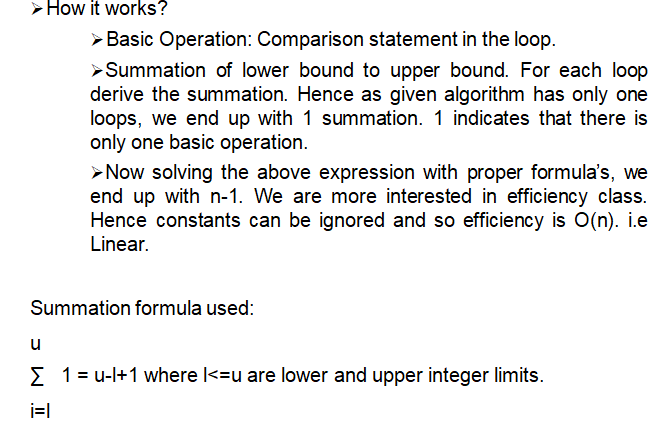 ➢ How it works?
➢ Basic Operation: Comparison statement in the loop.
➢ Summation of lower bound to upper bound. For each loop
derive the summation. Hence as given algorithm has only one
loops, we end up with 1 summation. 1 indicates that there is
only one basic operation.
➢ Now solving the above expression with proper formula's, we
end up with n-1. We are more interested in efficiency class.
Hence constants can be ignored and so efficiency is O(n). i.e
Linear.
Summation formula used:
u
Σ 1 = u-l+1 where l<=u are lower and upper integer limits.
i=l